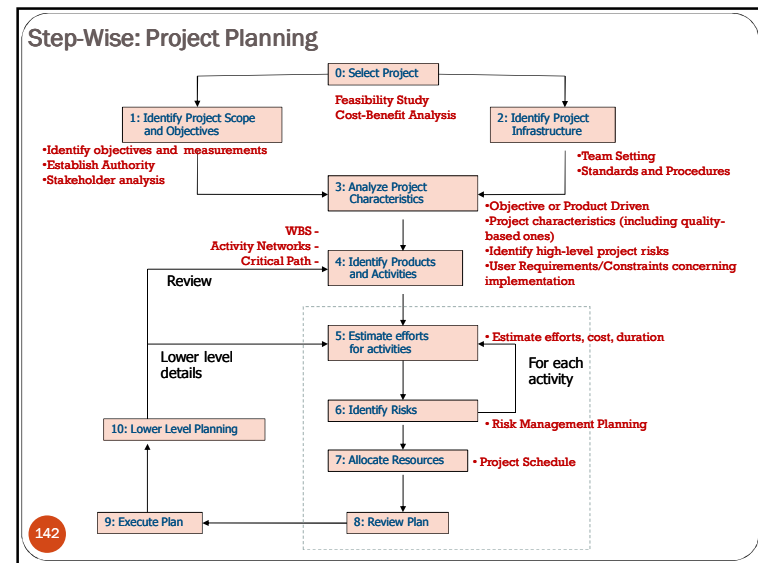 Step-Wise: Project Planning
0: Select Project
Feasibility Study
Cost-Benefit Analysis
1: Identify Project Scope
and Objectives
2: Identify Project
Infrastructure
•Identify objectives and measurements
•Establish Authority
•Stakeholder analysis
•Team Setting
•Standards and Procedures
3: Analyze Project
Characteristics
•Objective or Product Driven
•Project characteristics (including quality-
based ones)
•Identify high-level project risks
•User Requirements/Constraints concerning
implementation
WBS -
Activity Networks -
Critical Path -
4: Identify Products
and Activities
Review
5: Estimate efforts
for activities
• Estimate efforts, cost, duration
Lower level
details
For each
activity
6: Identify Risks
• Risk Management Planning
10: Lower Level Planning
7: Allocate Resources
• Project Schedule
9: Execute Plan
8: Review Plan
142